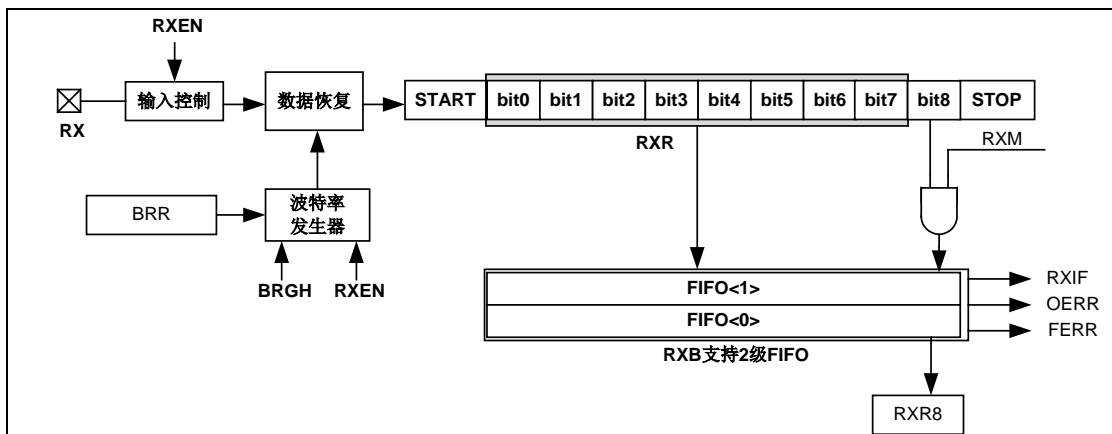 RXEN
输入控制
数据恢复
START bit0 bit1 bit2 bit3 bit4 bit5 bit6 bit7 bit8 STOP
RX
RXR
RXM
BRR
波特率
发生器
BRGH
RXEN
FIFO<1>
FIFO<0>
RXIF
OERR
FERR
RXB支持2级FIFO
RXR8